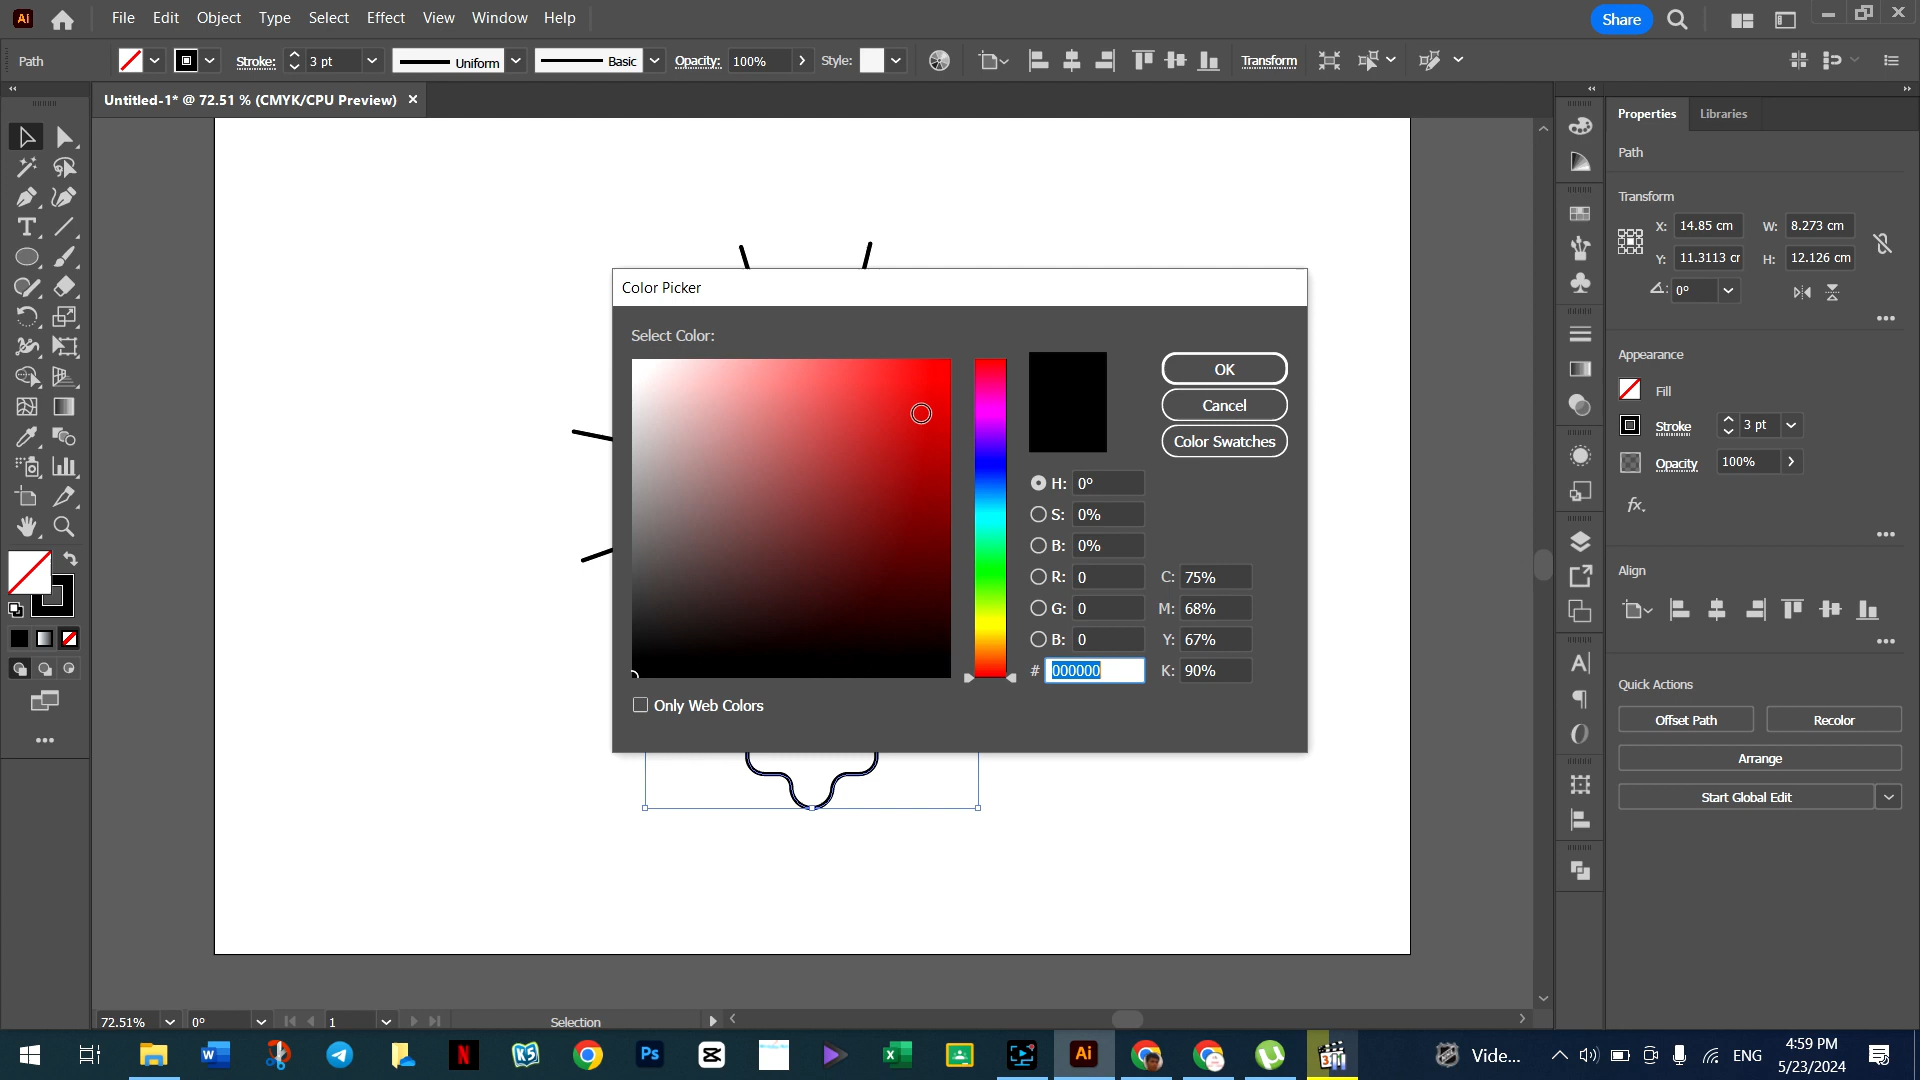 Ai File Edit Object Type Select Effect View Window Help Share
Path Stroke: 3 pt Uniform Basic Opacity: 100% Style: Transform
Untitled-1* @ 72.51 % (CMYK/CPU Preview)
Properties Libraries
Path
Transform
X: 14.85 cm W: 8.273 cm
Y: 11.3113 cr H: 12.126 cm
0°
Appearance
Fill
Stroke 3 pt
Opacity 100%
fx.
Align
Quick Actions
Offset Path Recolor
Arrange
Start Global Edit
Color Picker
Select Color:
OK
Cancel
Color Swatches
H: 0°
S: 0%
B: 0%
R: 0 C: 75%
G: 0 M: 68%
B: 0 Y: 67%
# 000000 K: 90%
Only Web Colors
72.51% 0° 1 Selection
Vide... ENG 4:59 PM
5/23/2024